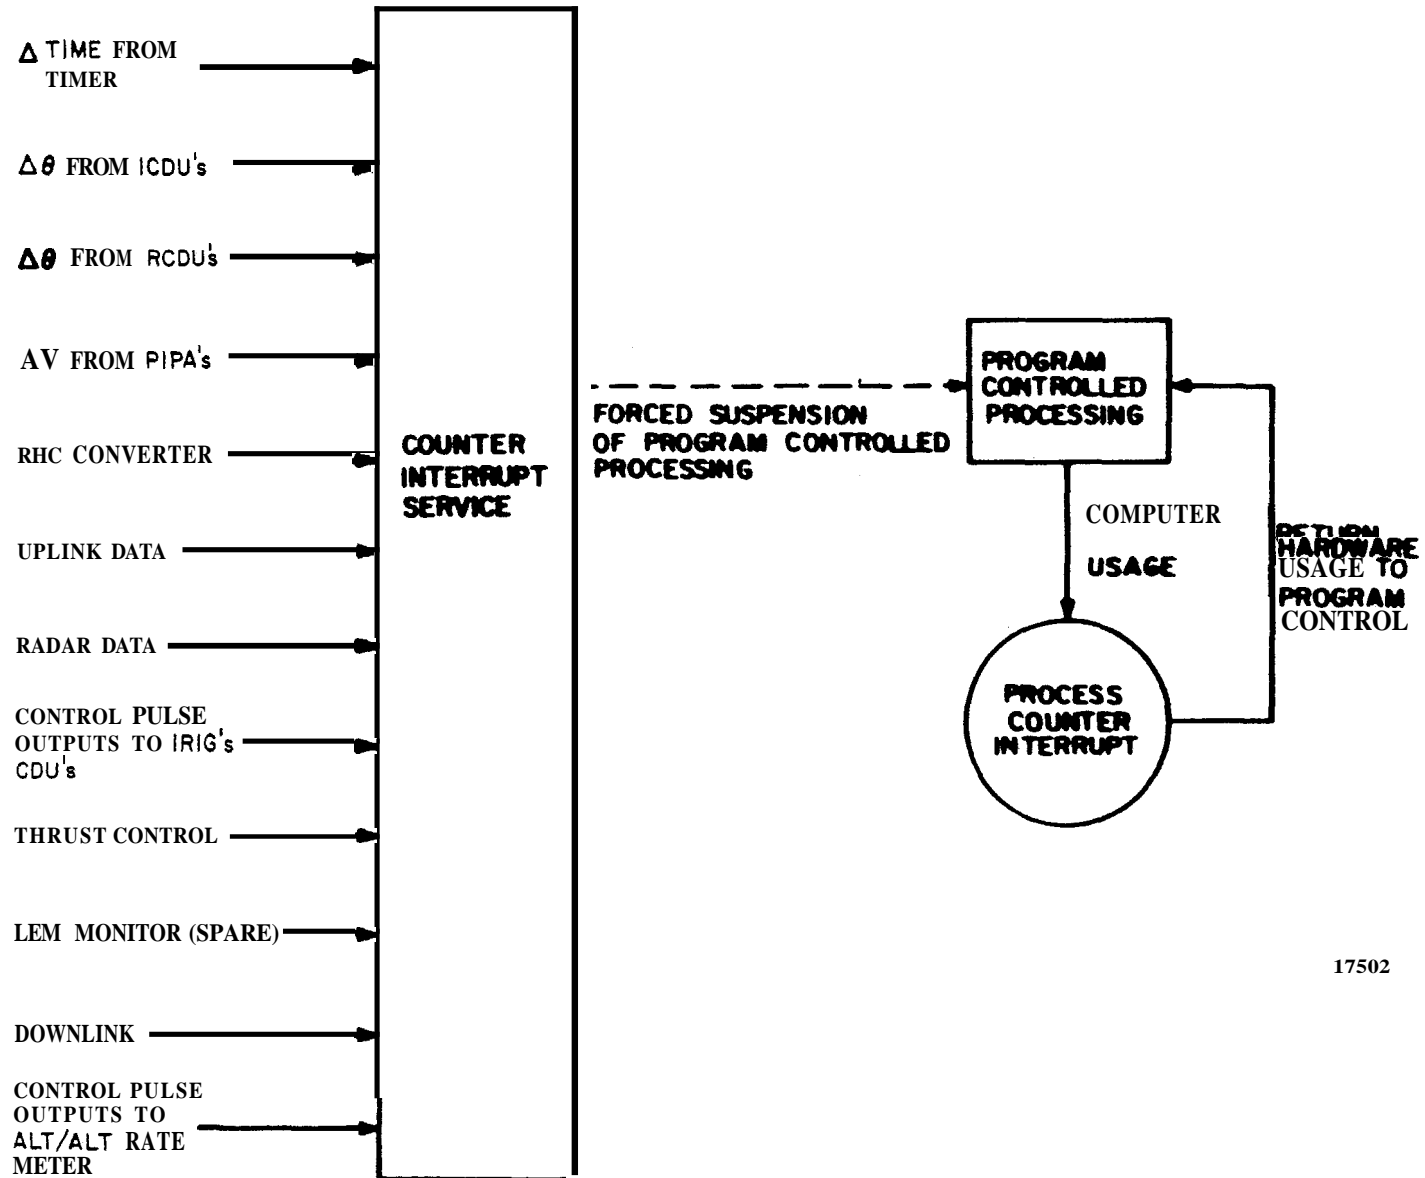 Δ TIME FROM
TIMER
Δθ FROM ICDU's
Δθ FROM RCDU's
AV FROM PIPA's
RHC CONVERTER
UPLINK DATA
RADAR DATA
CONTROL PULSE
OUTPUTS TO IRIG's
CDU's
THRUST CONTROL
LEM MONITOR (SPARE)
DOWNLINK
CONTROL PULSE
OUTPUTS TO
ALT/ALT RATE
METER
COUNTER
INTERRUPT
SERVICE
FORCED SUSPENSION
OF PROGRAM CONTROLLED
PROCESSING
PROGRAM
CONTROLLED
PROCESSING
COMPUTER
USAGE
PROCESS
COUNTER
INTERRUPT
RETURN
HARDWARE
USAGE TO
PROGRAM
CONTROL
17502